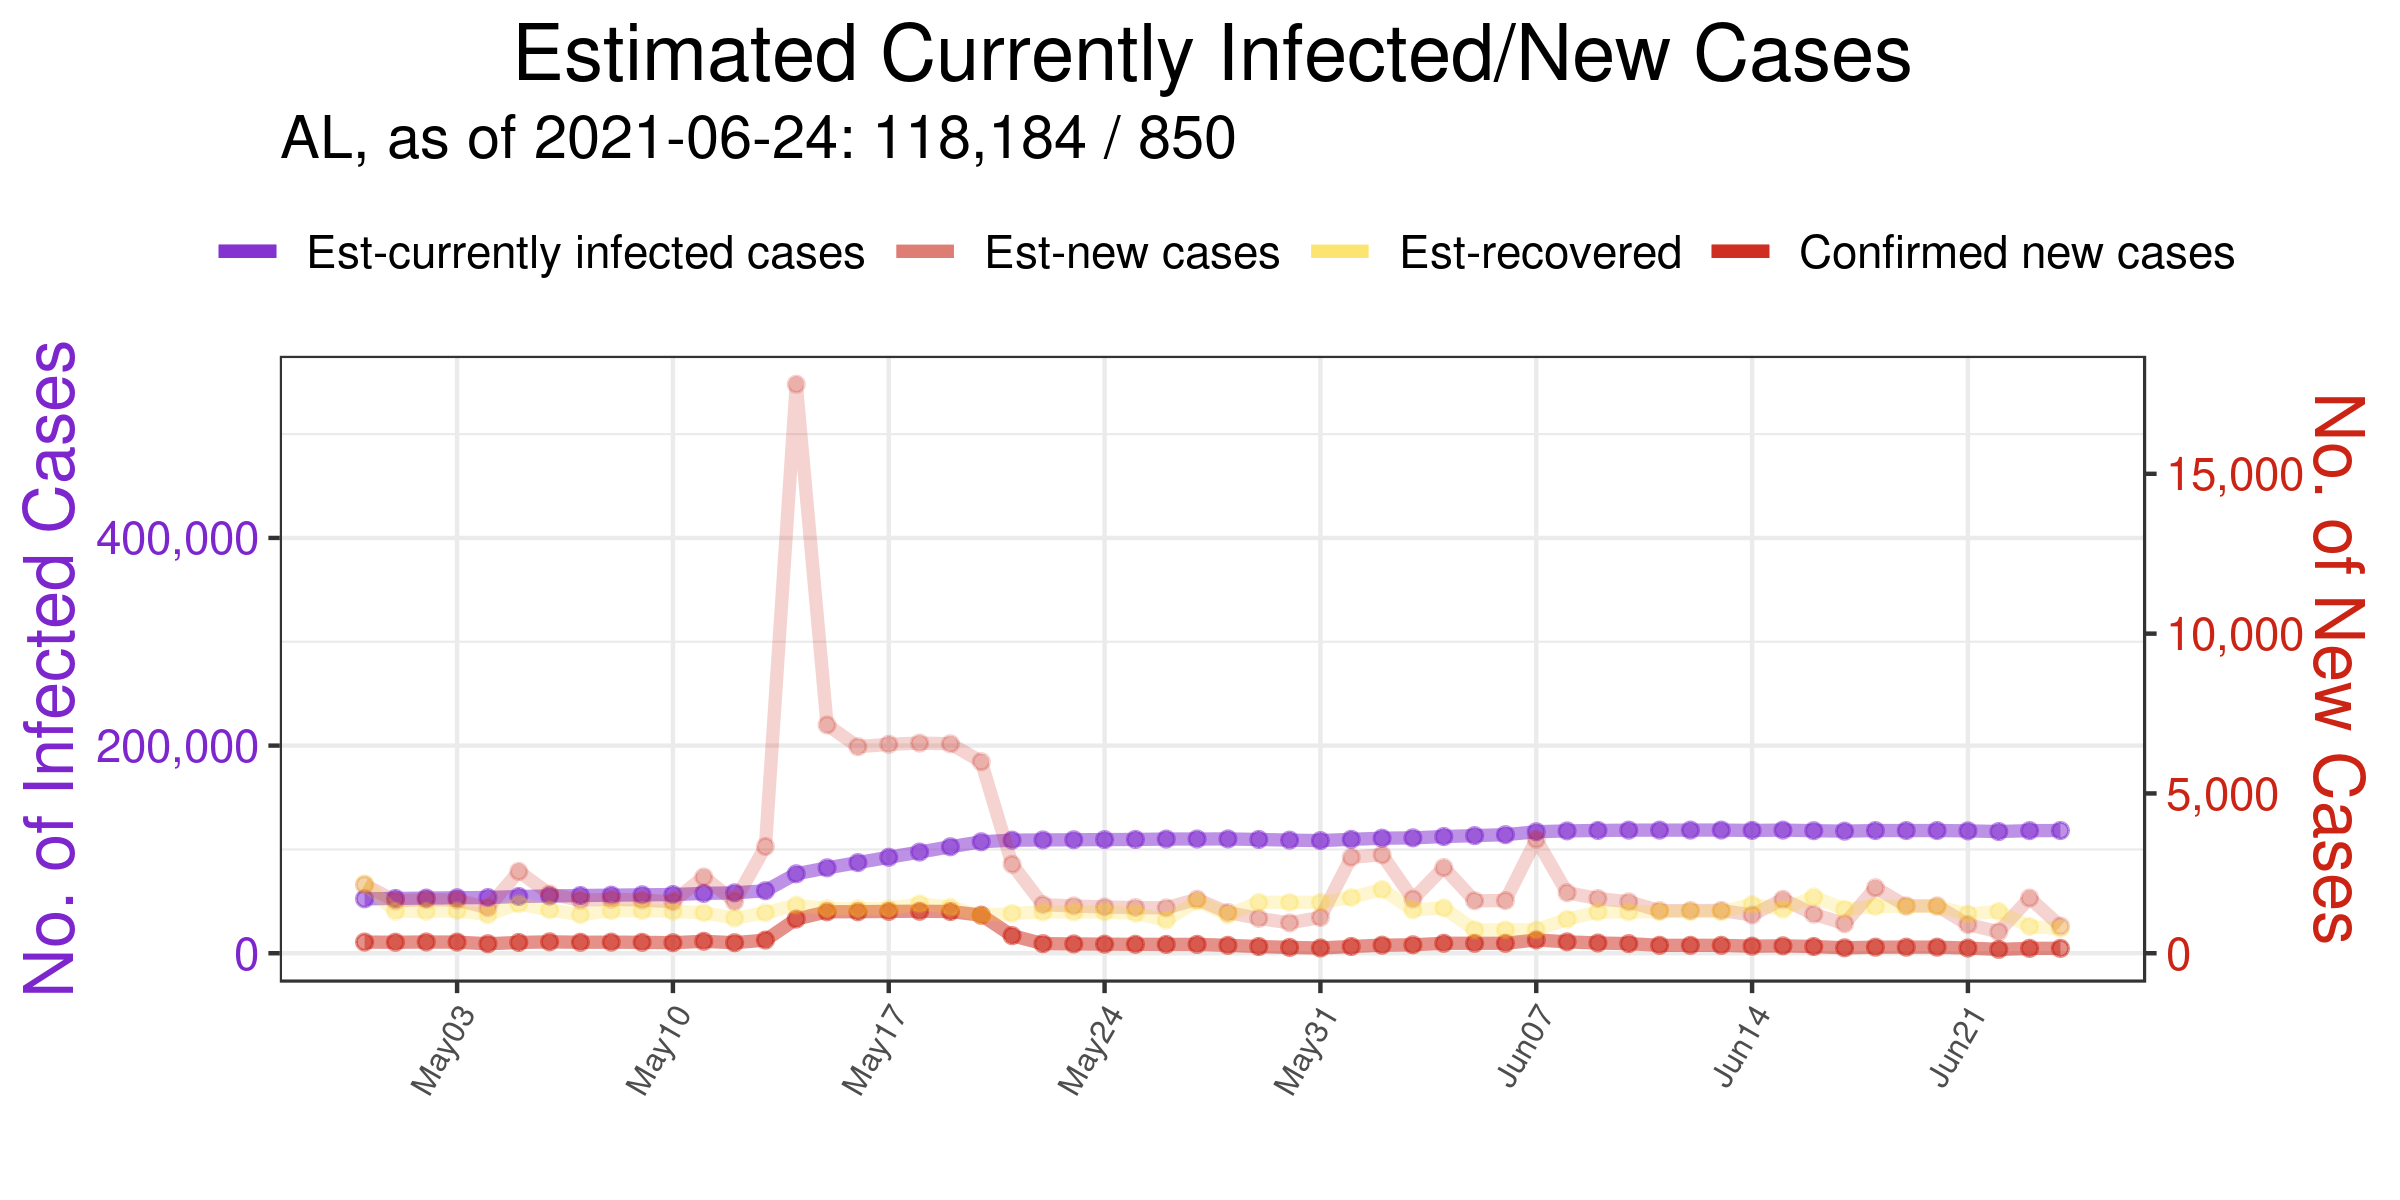 Estimated Currently Infected/New Cases
AL, as of 2021-06-24: 118,184 / 850
Est-currently infected cases Est-new cases Est-recovered Confirmed new cases
No. of Infected Cases
400,000
200,000
0
15,000
10,000
5,000
0
No. of New Cases
May03 May10 May17 May24 May31 Jun07 Jun14 Jun21